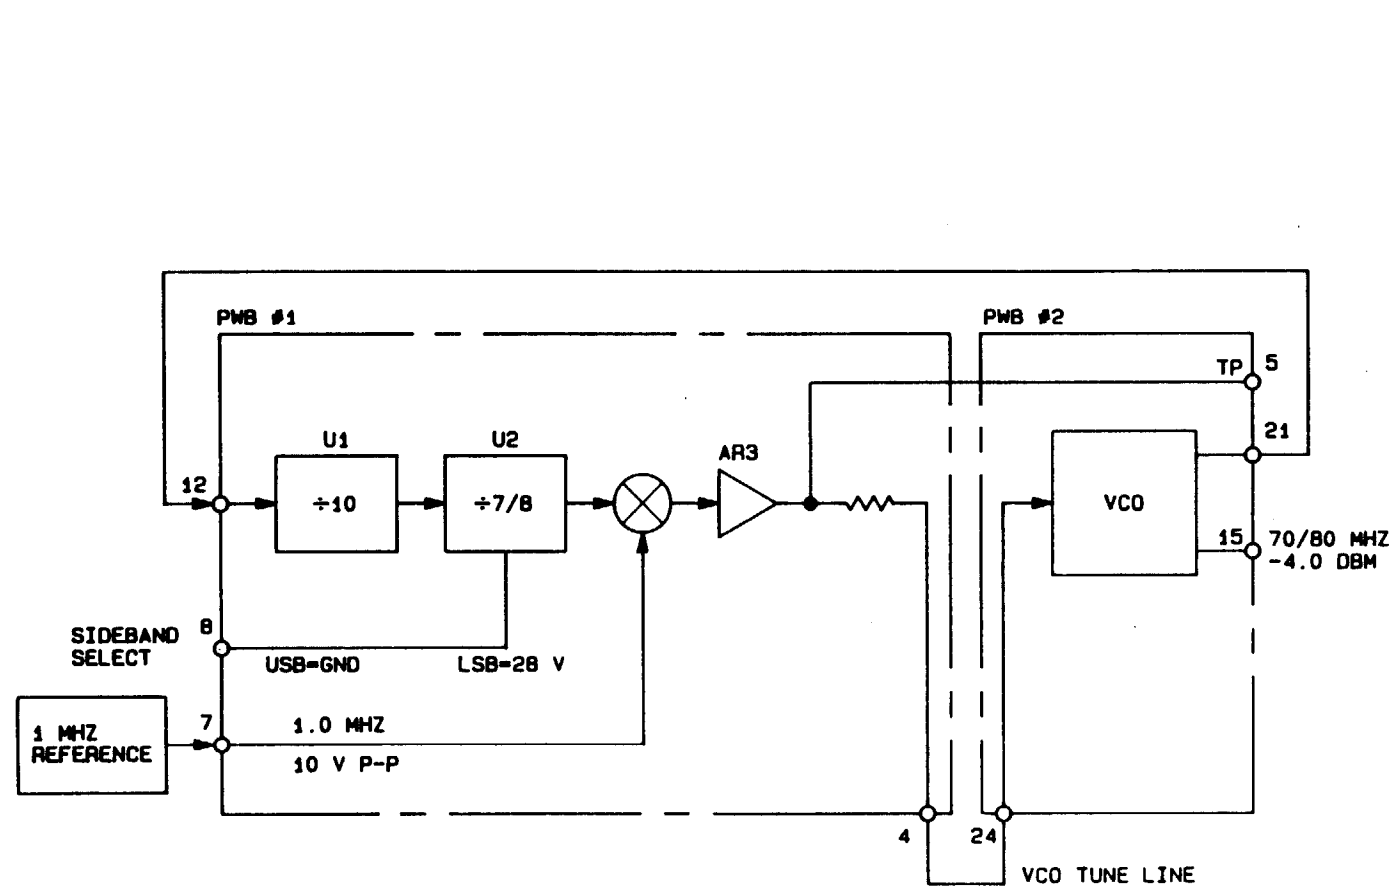 PWB #1
PWB #2
TP
5
U1
U2
AR3
21
12
÷10
÷7/8
VCO
15
70/80 MHZ
-4.0 DBM
8
SIDEBAND
SELECT
USB=GND
LSB=28 V
7
1.0 MHZ
1 MHZ
REFERENCE
10 V P-P
4
24
VCO TUNE LINE